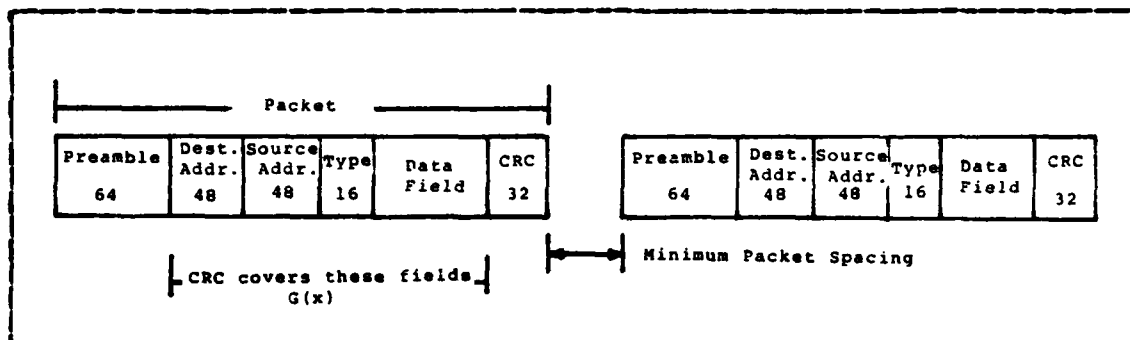 Packet
Preamble
64
Dest.
Addr.
48
Source
Addr.
48
Type
16
Data
Field
CRC
32
Preamble
64
Dest.
Addr.
48
Source
Addr.
48
Type
16
Data
Field
CRC
32
Minimum Packet Spacing
CRC covers these fields
G(x)